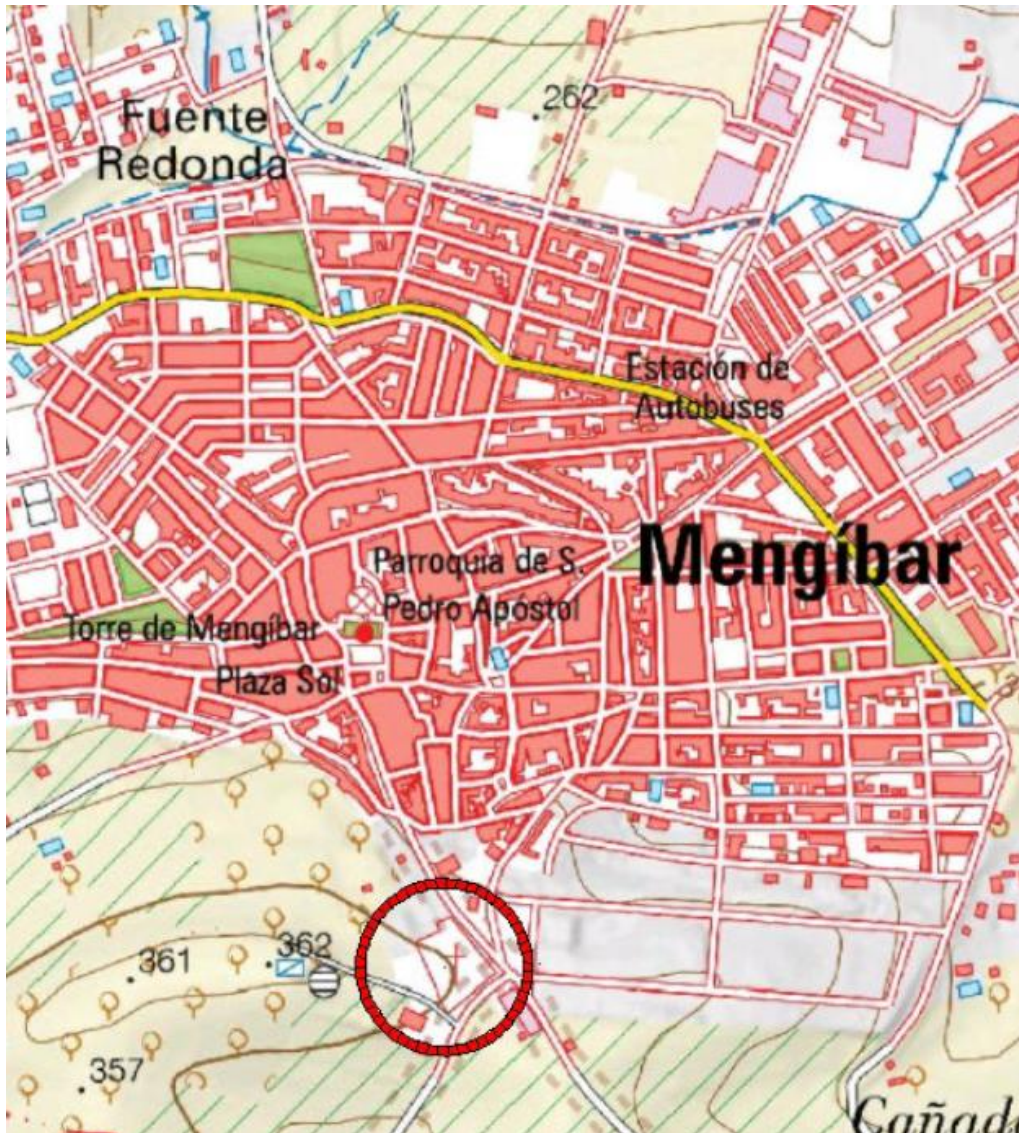 Fuente
Redonda
262
Estación de
Autobuses
Mengíbar
Parroquia de S.
Pedro Apóstol
Torre de Mengíbar
Plaza Sol
362
361
357
Cañada